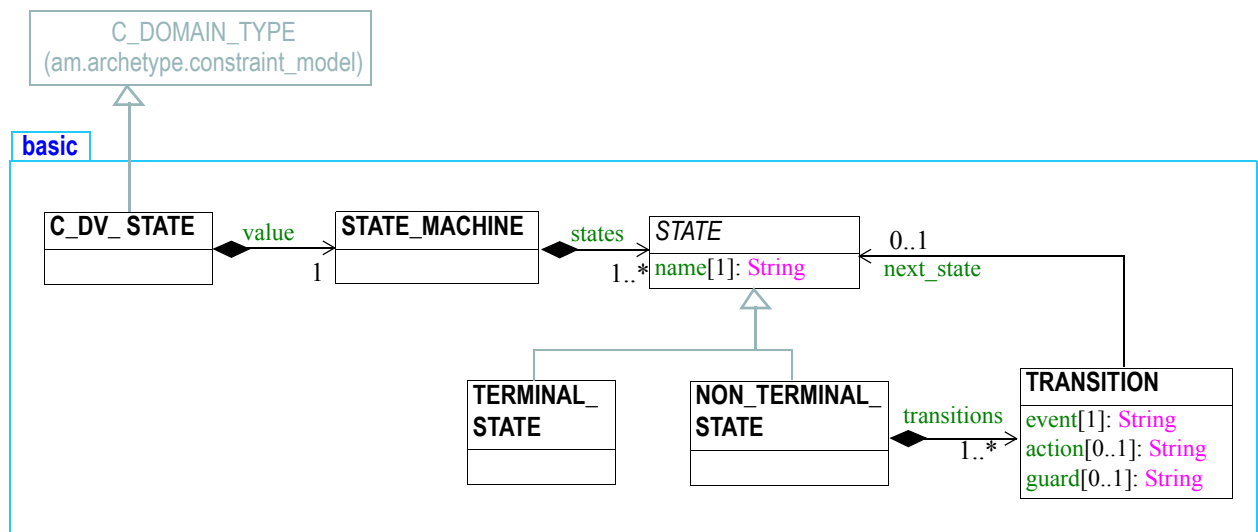 C_DOMAIN_TYPE
(am.archetype.constraint_model)
basic
C_DV_ STATE
value
1
STATE_MACHINE
states
1..*
STATE
name[1]: String
0..1
next_state
TERMINAL_
STATE
NON_TERMINAL_
STATE
transitions
1..*
TRANSITION
event[1]: String
action[0..1]: String
guard[0..1]: String